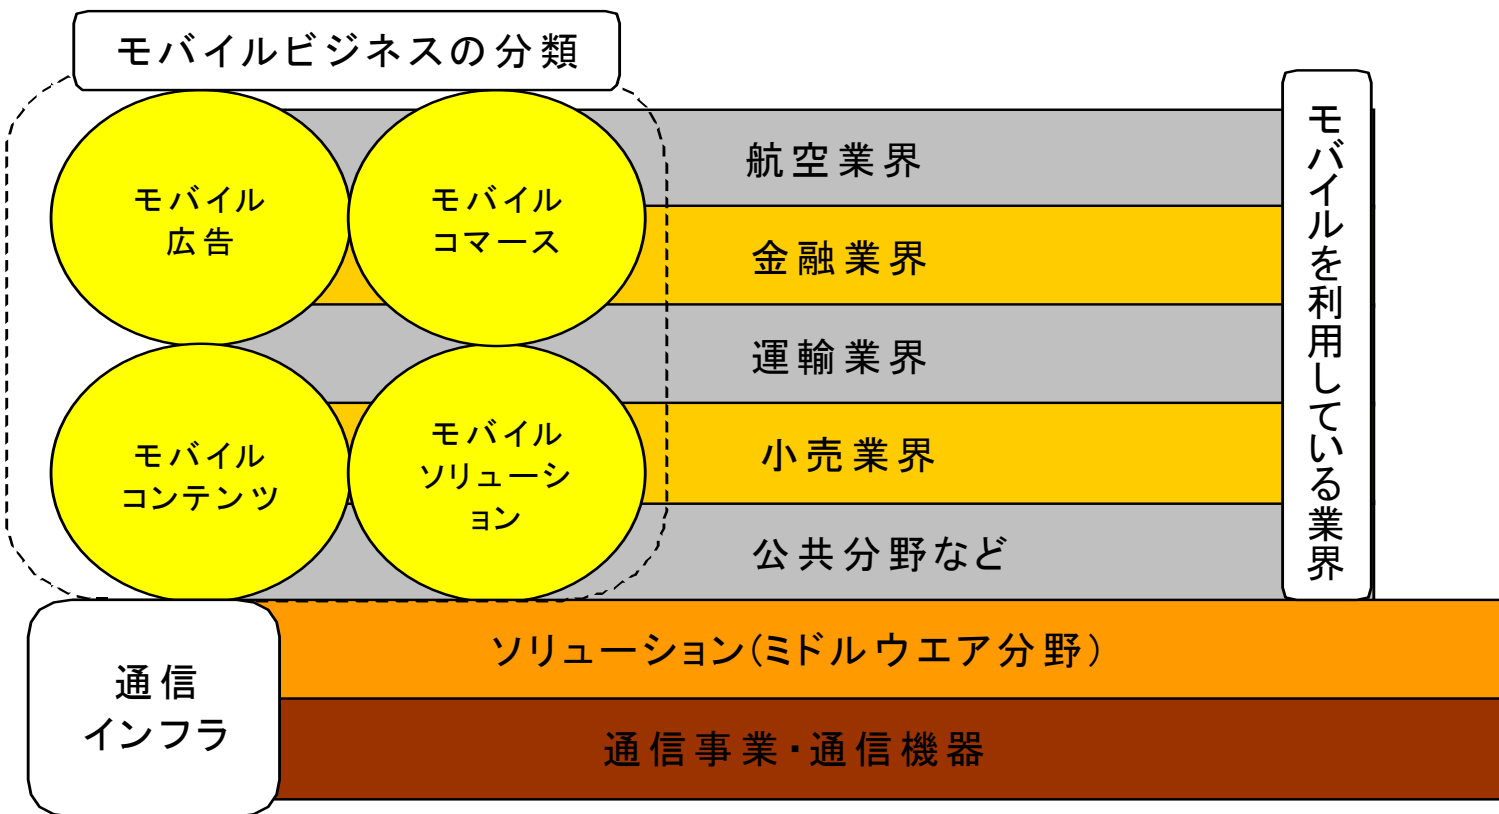 モバイルビジネスの分類
モバイル
広告
モバイル
コマース
モバイル
コンテンツ
モバイル
ソリューシ
ョン
航空業界
金融業界
運輸業界
小売業界
公共分野など
モバイルを利用している業界
通信
インフラ
ソリューション(ミドルウエア分野)
通信事業・通信機器